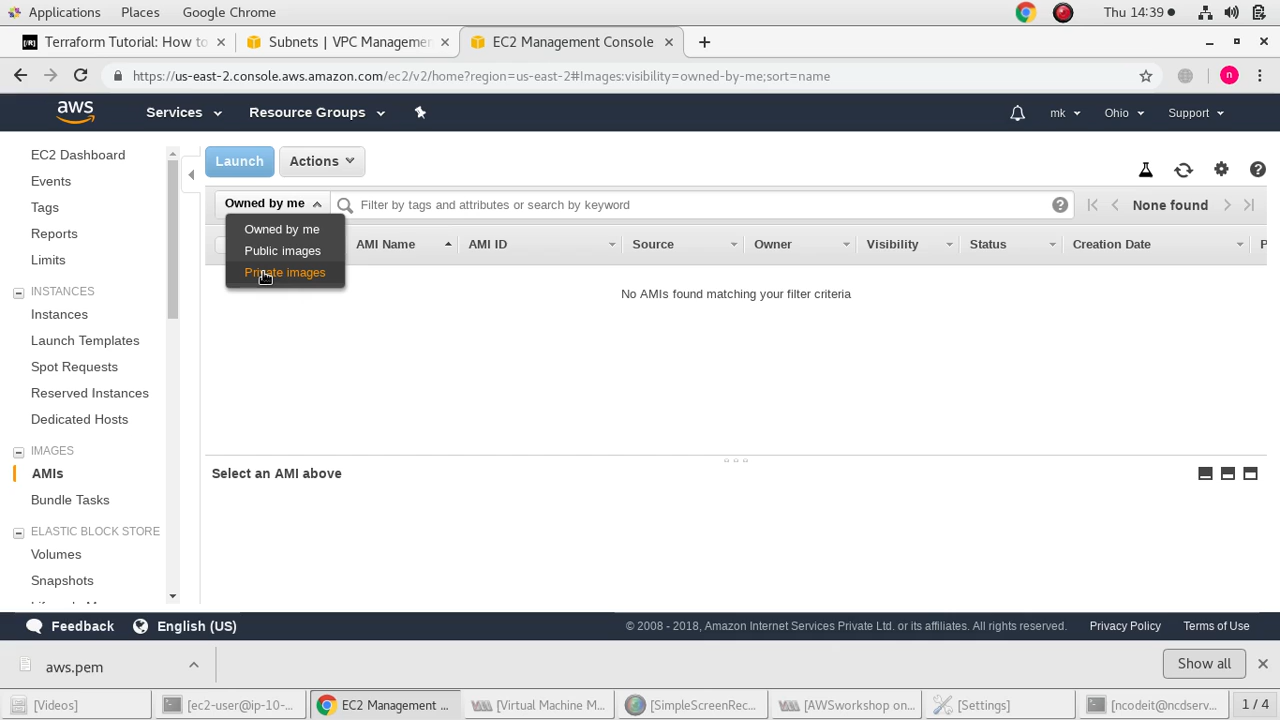 Applications Places Google Chrome Thu 14:39
Terraform Tutorial: How to Subnets | VPC Managemen EC2 Management Console
https://us-east-2.console.aws.amazon.com/ec2/v2/home?region=us-east-2#Images:visibility=owned-by-me;sort=name n
aws Services Resource Groups mk Ohio Support
EC2 Dashboard
Events
Tags
Reports
Limits
INSTANCES
Instances
Launch Templates
Spot Requests
Reserved Instances
Dedicated Hosts
IMAGES
AMIs
Bundle Tasks
ELASTIC BLOCK STORE
Volumes
Snapshots
Launch Actions
Owned by me Filter by tags and attributes or search by keyword None found
Owned by me
Public images
Private images
AMI Name AMI ID Source Owner Visibility Status Creation Date P
No AMIs found matching your filter criteria
Select an AMI above
Feedback English (US) © 2008 - 2018, Amazon Internet Services Private Ltd. or its affiliates. All rights reserved. Privacy Policy Terms of Use
aws.pem Show all
[Videos] [ec2-user@ip-10-... EC2 Management ... [Virtual Machine M... [SimpleScreenRec... [AWSworkshop on... [Settings] [ncodeit@ncdserv... 1 / 4